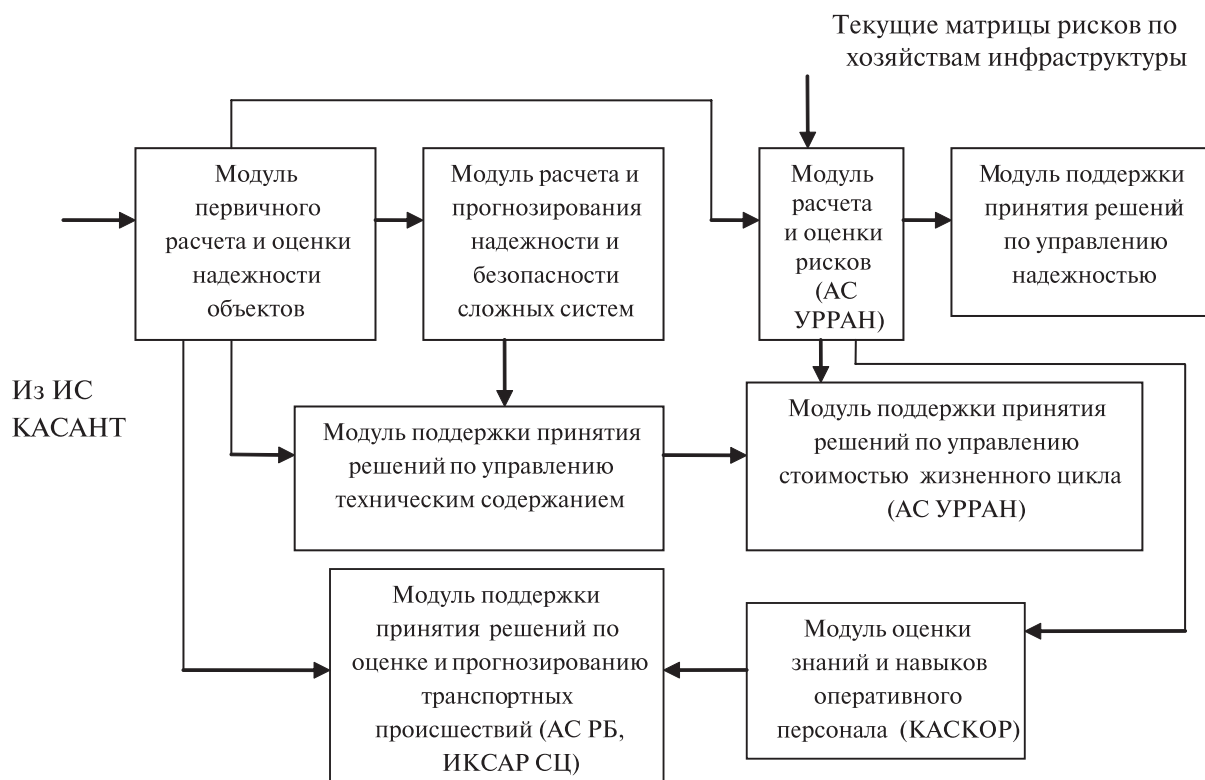 Текущие матрицы рисков по
хозяйствам инфраструктуры
Модуль
первичного
расчета и оценки
надежности
объектов
Модуль расчета и
прогнозирования
надежности и
безопасности
сложных систем
Модуль
расчета
и оценки
рисков
(АС
УРРАН)
Модуль поддержки
принятия решений
по управлению
надежностью
Из ИС
КАСАНТ
Модуль поддержки принятия
решений по управлению
техническим содержанием
Модуль поддержки принятия
решений по управлению
стоимостью жизненного цикла
(АС УРРАН)
Модуль поддержки
принятия решений по
оценке и прогнозированию
транспортных
происшествий (АС РБ,
ИКСАР СЦ)
Модуль оценки
знаний и навыков
оперативного
персонала (КАСКОР)